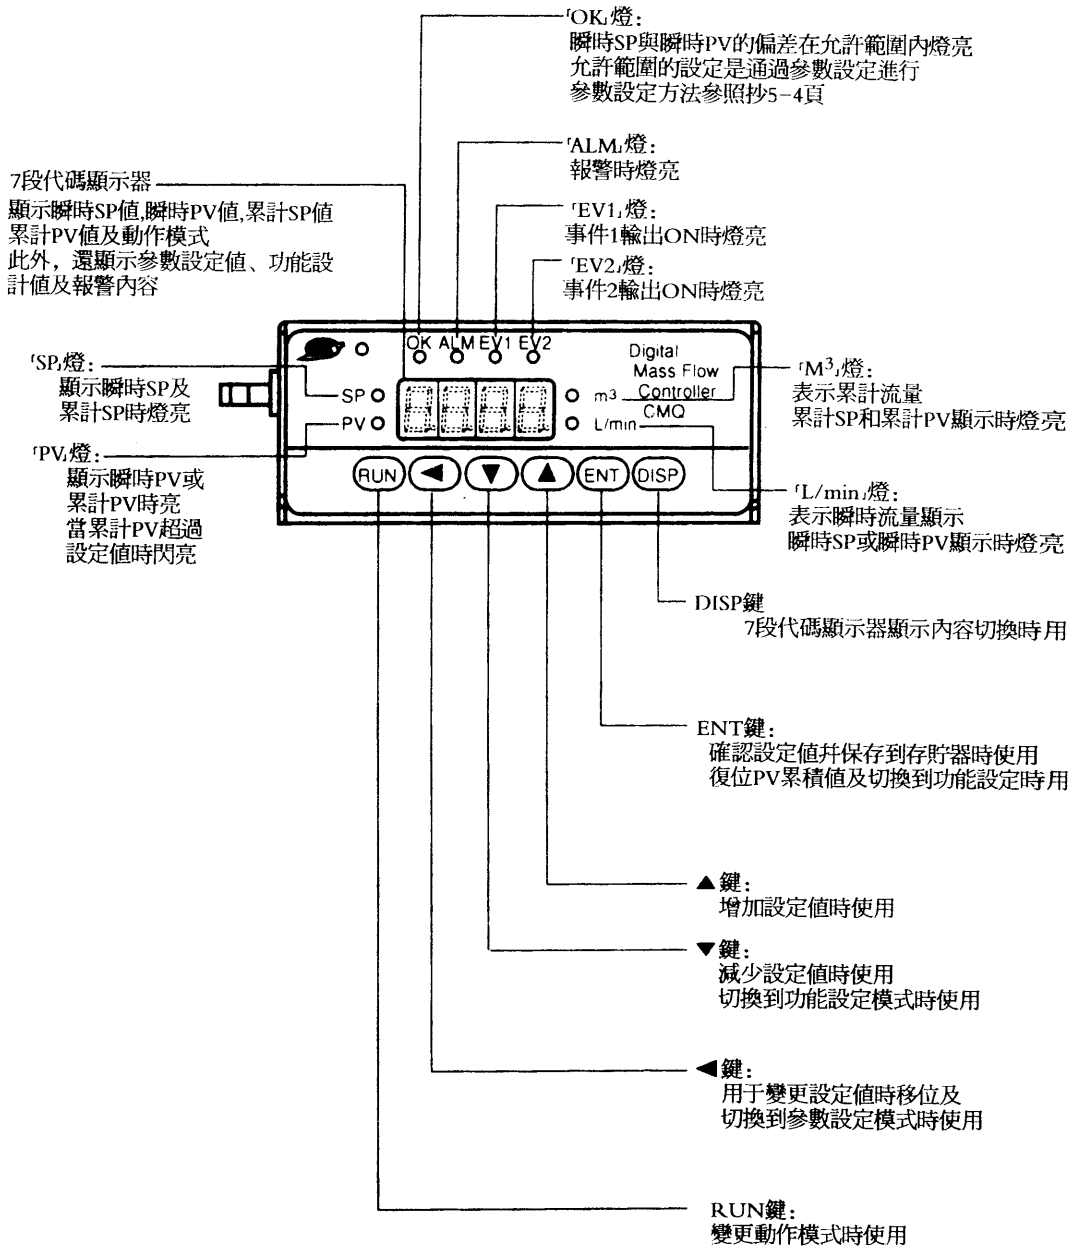 「OK」燈：
瞬時SP與瞬時PV的偏差在允許範圍內燈亮
允許範圍的設定是通過參數設定進行
參數設定方法參照抄5-4頁
「ALM」燈：
報警時燈亮
7段代碼顯示器
顯示瞬時SP值,瞬時PV值,累計SP值
累計PV值及動作模式
此外，還顯示參數設定值、功能設
計值及報警內容
「EV1」燈：
事件1輸出ON時燈亮
「EV2」燈：
事件2輸出ON時燈亮
OK ALM EV1 EV2
Digital
Mass Flow
Controller
CMQ
SP
PV
m³
L/min
RUN ◀ ▼ ▲ ENT DISP
「SP」燈：
顯示瞬時SP及
累計SP時燈亮
「PV」燈：
顯示瞬時PV或
累計PV時亮
當累計PV超過
設定值時閃亮
「M³」燈：
表示累計流量
累計SP和累計PV顯示時燈亮
「L/min」燈：
表示瞬時流量顯示
瞬時SP或瞬時PV顯示時燈亮
DISP鍵
7段代碼顯示器顯示內容切換時用
ENT鍵：
確認設定值幷保存到存貯器時使用
復位PV累積值及切換到功能設定時用
▲鍵：
增加設定值時使用
▼鍵：
減少設定值時使用
切換到功能設定模式時使用
◀鍵：
用于變更設定值時移位及
切換到參數設定模式時使用
RUN鍵：
變更動作模式時使用